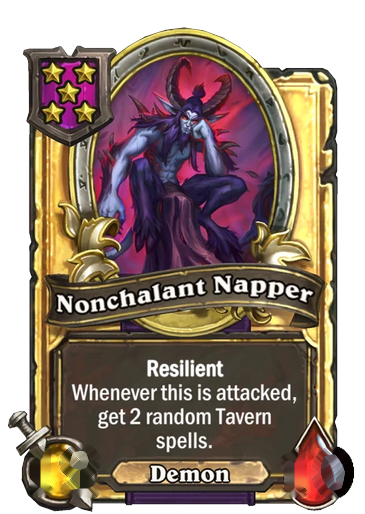 Nonchalant Napper
Resilient
Whenever this is attacked,
get 2 random Tavern
spells.
Demon